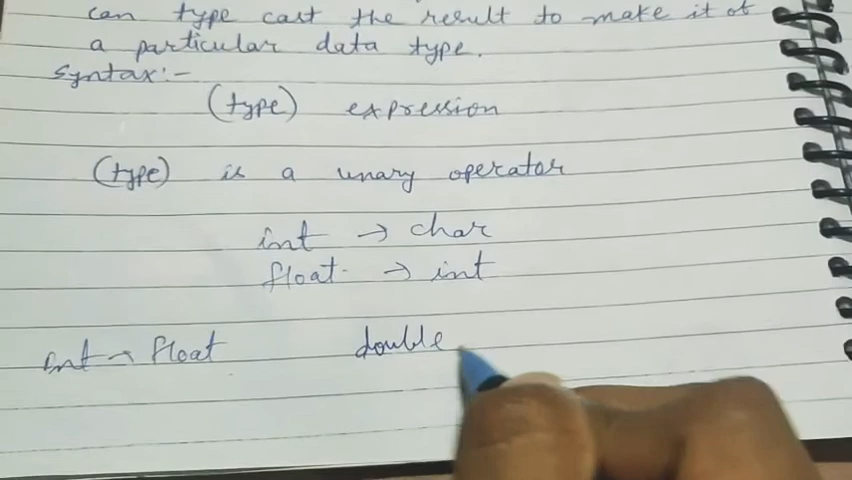 can type cast the result to make it of
a particular data type.
Syntax:-
(type) expression
(type) is a unary operator
int → char
float → int
int → float double